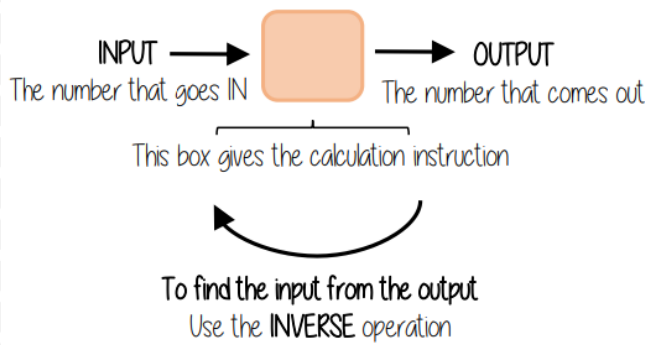 INPUT
The number that goes IN
OUTPUT
The number that comes out
This box gives the calculation instruction
To find the input from the output
Use the INVERSE operation